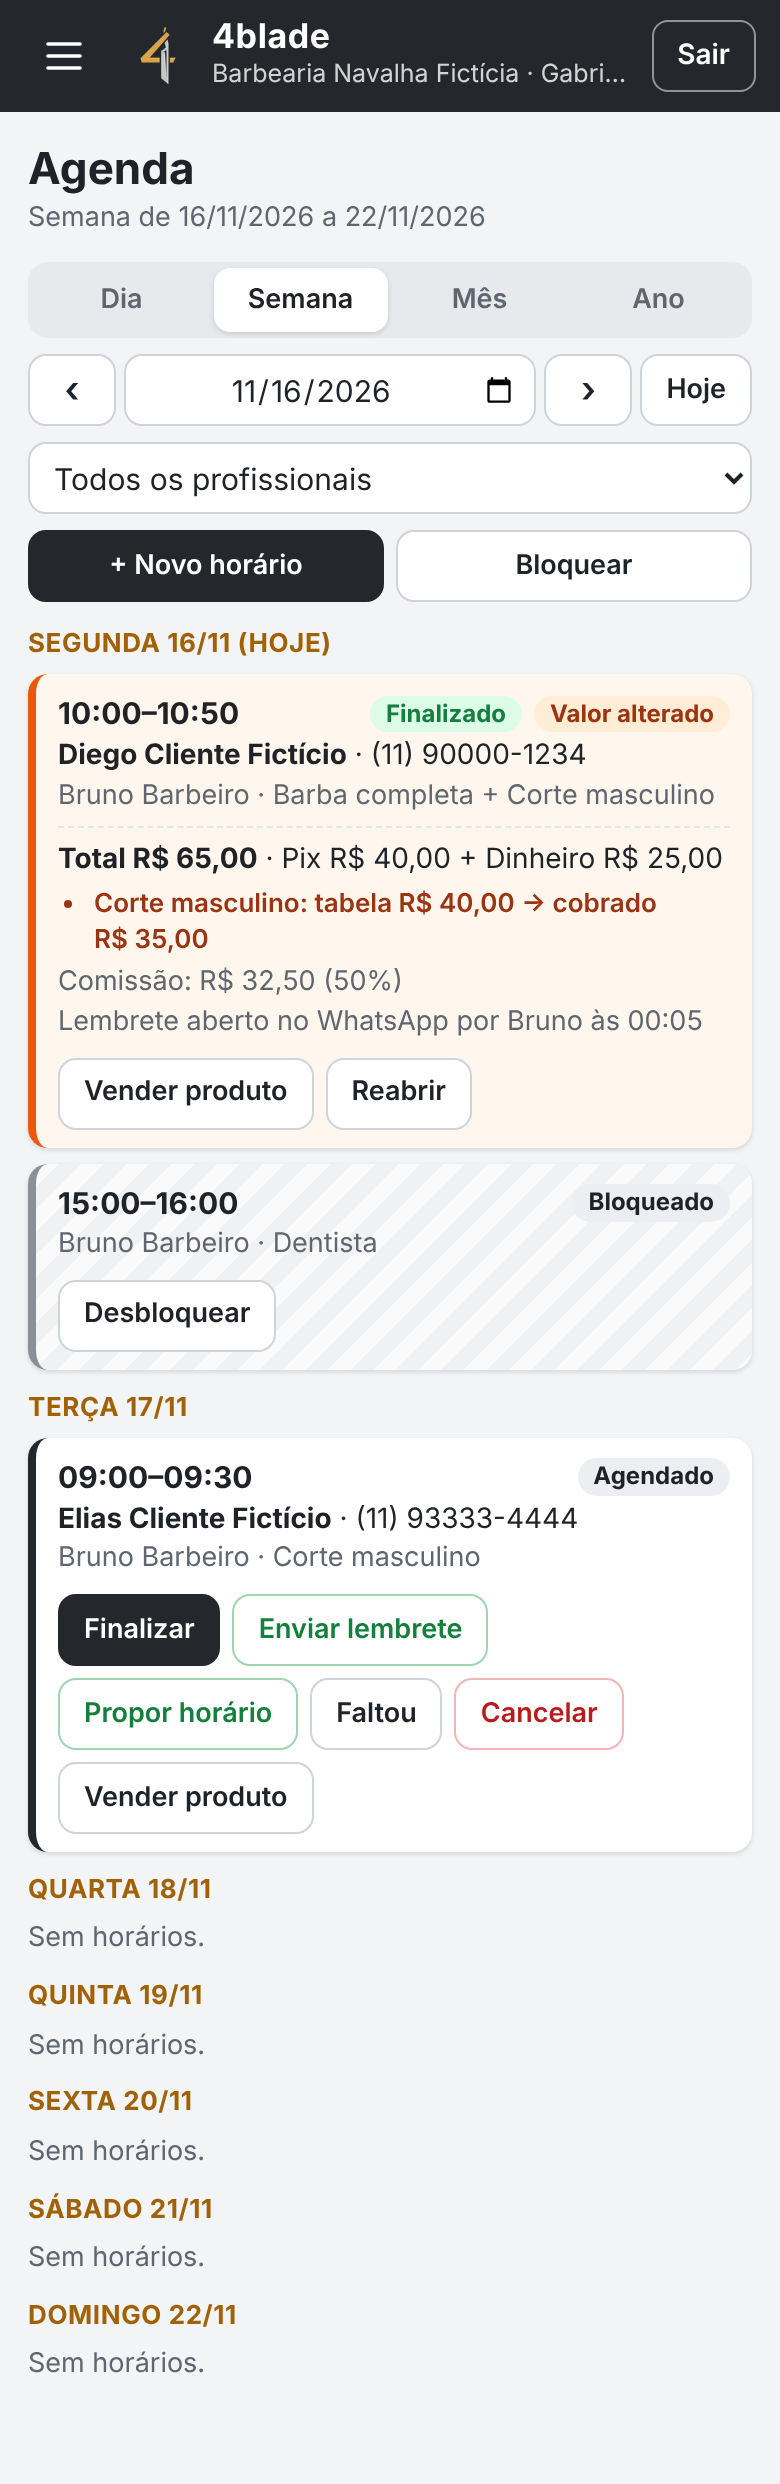 4blade
Barbearia Navalha Fictícia · Gabri...
Sair
Agenda
Semana de 16/11/2026 a 22/11/2026
Dia
Semana
Mês
Ano
‹
11/16/2026
›
Hoje
Todos os profissionais
+ Novo horário
Bloquear
SEGUNDA 16/11 (HOJE)
10:00–10:50
Finalizado
Valor alterado
Diego Cliente Fictício · (11) 90000-1234
Bruno Barbeiro · Barba completa + Corte masculino
Total R$ 65,00 · Pix R$ 40,00 + Dinheiro R$ 25,00
• Corte masculino: tabela R$ 40,00 → cobrado
R$ 35,00
Comissão: R$ 32,50 (50%)
Lembrete aberto no WhatsApp por Bruno às 00:05
Vender produto
Reabrir
15:00–16:00
Bloqueado
Bruno Barbeiro · Dentista
Desbloquear
TERÇA 17/11
09:00–09:30
Agendado
Elias Cliente Fictício · (11) 93333-4444
Bruno Barbeiro · Corte masculino
Finalizar
Enviar lembrete
Propor horário
Faltou
Cancelar
Vender produto
QUARTA 18/11
Sem horários.
QUINTA 19/11
Sem horários.
SEXTA 20/11
Sem horários.
SÁBADO 21/11
Sem horários.
DOMINGO 22/11
Sem horários.